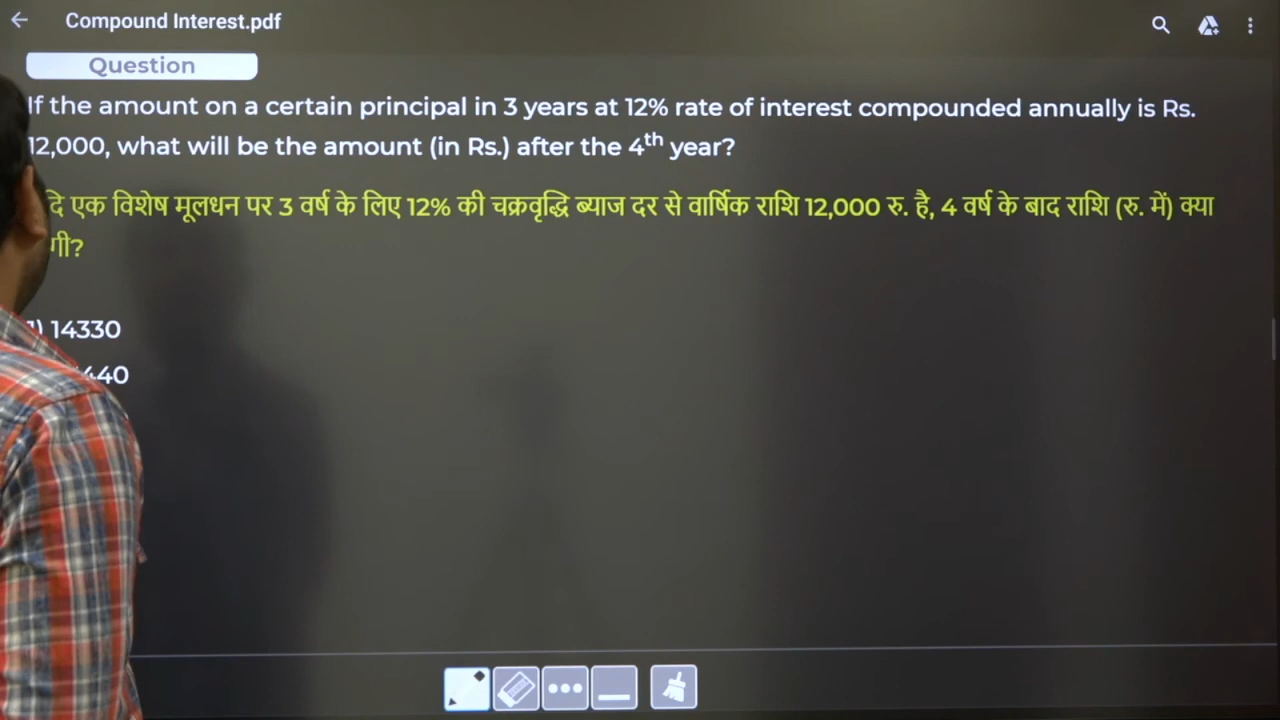 Compound Interest.pdf
Question
If the amount on a certain principal in 3 years at 12% rate of interest compounded annually is Rs.
12,000, what will be the amount (in Rs.) after the 4th year?
एक विशेष मूलधन पर 3 वर्ष के लिए 12% की चक्रवृद्धि ब्याज दर से वार्षिक राशि 12,000 रु. है, 4 वर्ष के बाद राशि (रु. में) क्या
14330